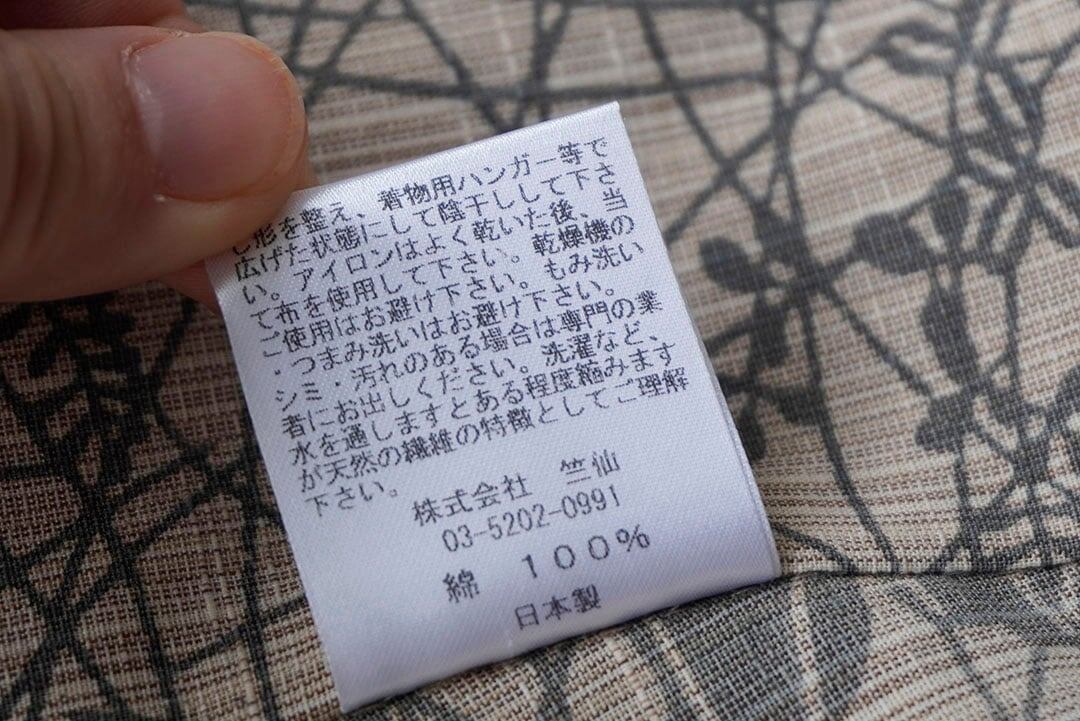 し形を整え、着物用ハンガー等で
広げた状態にして陰干しして下さ
い。アイロンはよく乾いた後、当
て布を使用して下さい。乾燥機の
ご使用はお避け下さい。もみ洗い
・つまみ洗いはお避け下さい。
シミ・汚れのある場合は専門の業
者にお出しください。洗濯など、
水を通しますとある程度縮みます
が天然の繊維の特徴としてご理解
下さい。
株式会社 竺仙
03-5202-0991
綿 100%
日本製